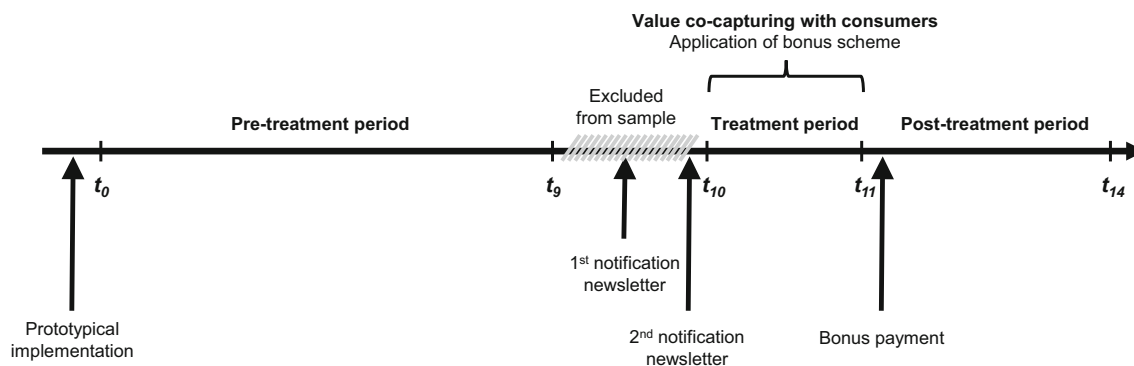 Value co-capturing with consumers
Application of bonus scheme
Excluded
from sample
Pre-treatment period
Treatment period
Post-treatment period
t0
t9
t10
t11
t14
1st notification
newsletter
Prototypical
implementation
2nd notification
newsletter
Bonus payment